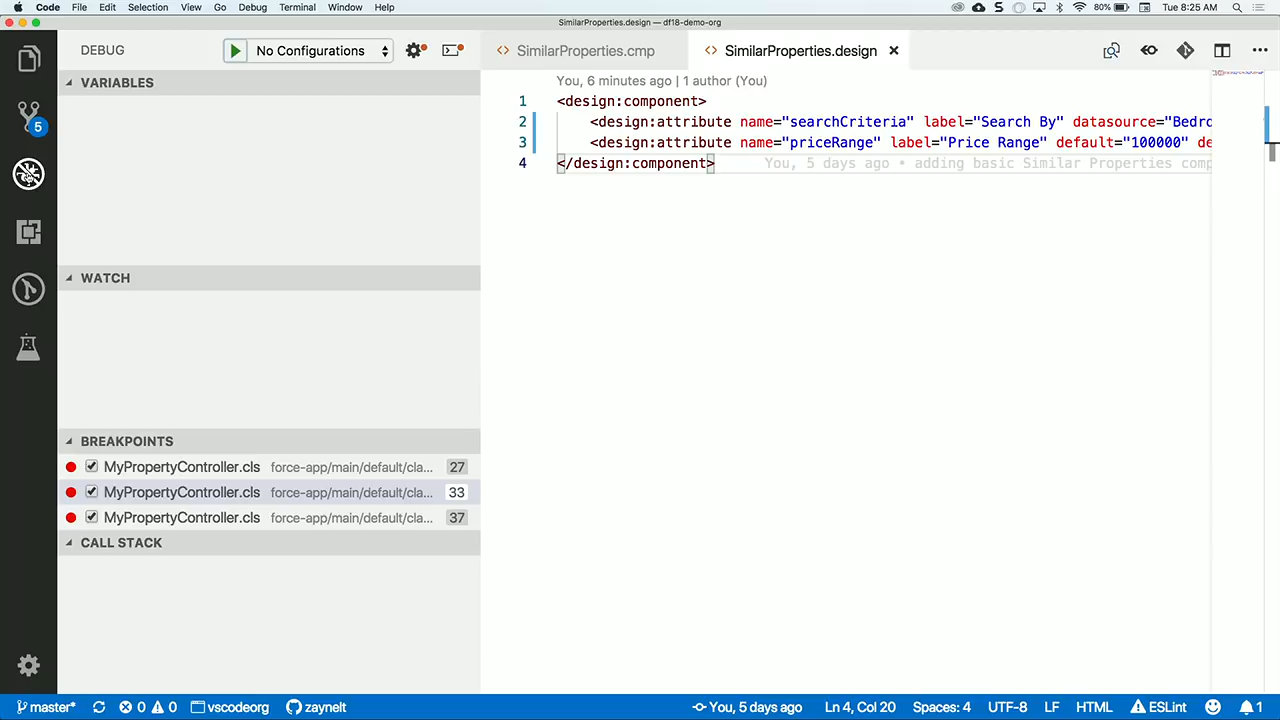 Code File Edit Selection View Go Debug Terminal Window Help 80% Tue 8:25 AM
SimilarProperties.design — df18-demo-org
DEBUG No Configurations
SimilarProperties.cmp SimilarProperties.design
VARIABLES
You, 6 minutes ago | 1 author (You)
1 <design:component>
2 <design:attribute name="searchCriteria" label="Search By" datasource="Bedro
3 <design:attribute name="priceRange" label="Price Range" default="100000" de
4 </design:component> You, 5 days ago • adding basic Similar Properties comp
WATCH
BREAKPOINTS
MyPropertyController.cls force-app/main/default/cla... 27
MyPropertyController.cls force-app/main/default/cla... 33
MyPropertyController.cls force-app/main/default/cla... 37
CALL STACK
5
master* 0 0 vscodeorg zaynelt You, 5 days ago Ln 4, Col 20 Spaces: 4 UTF-8 LF HTML ESLint 1